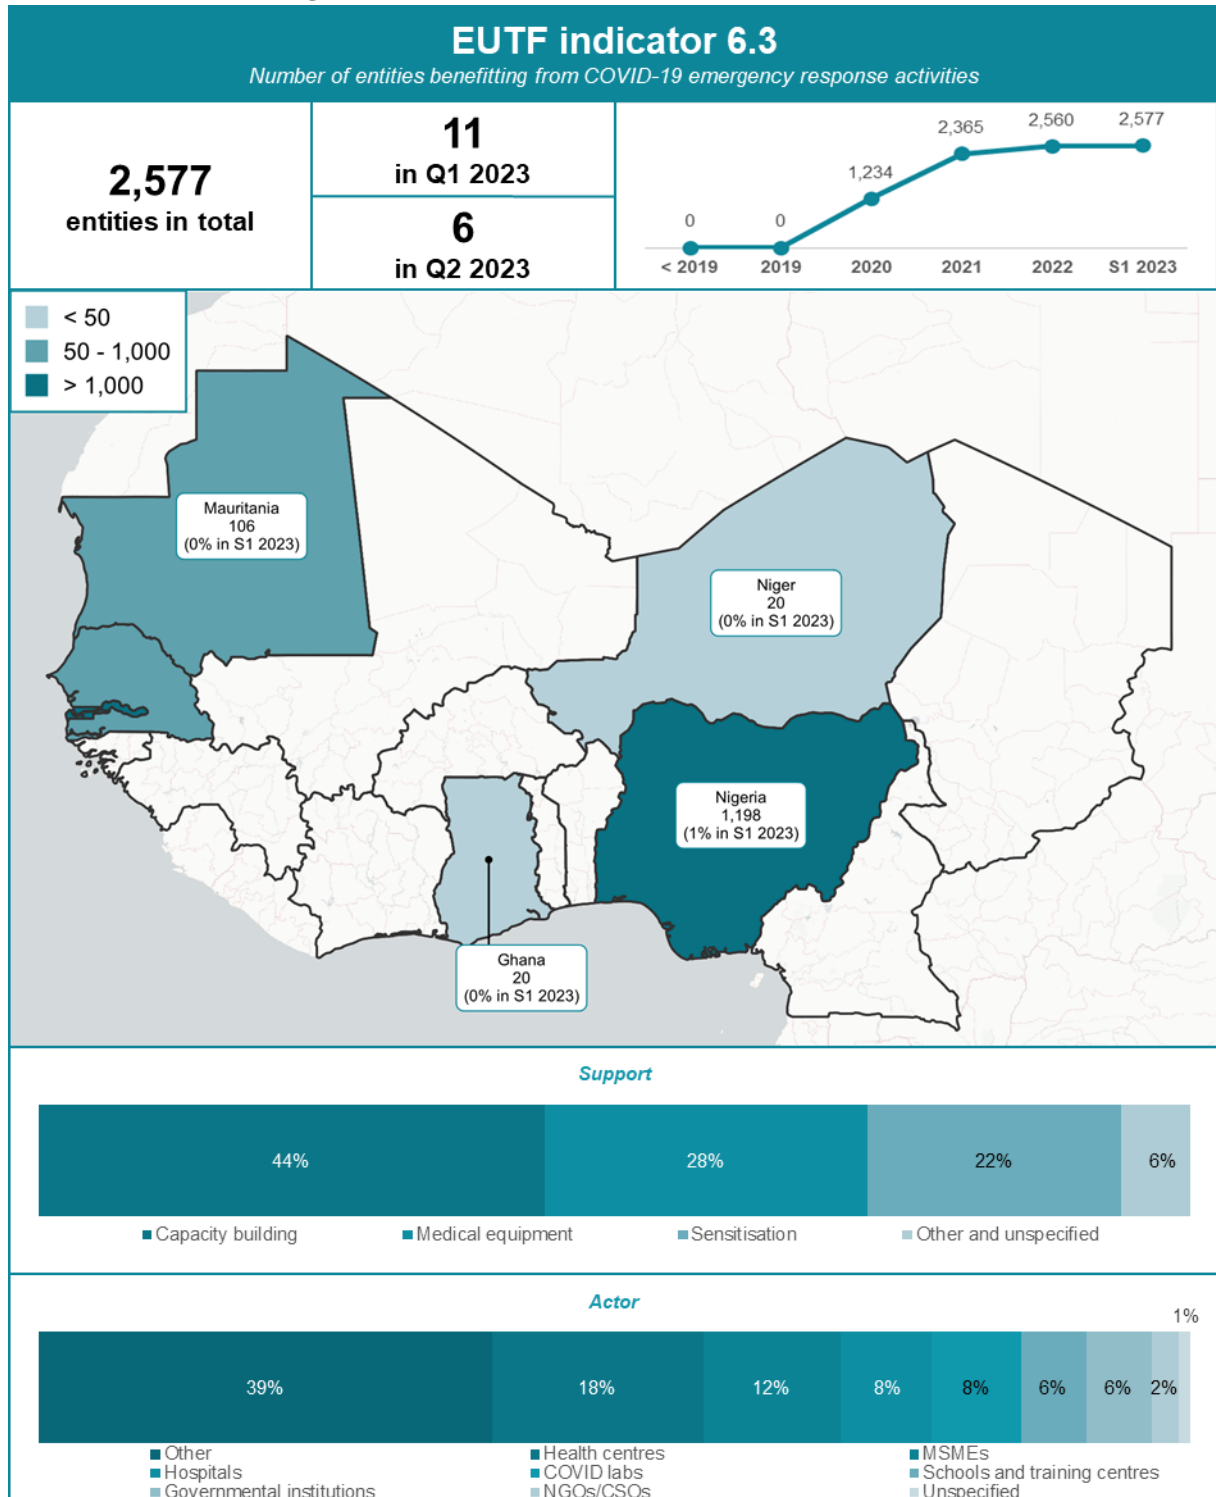 EUTF indicator 6.3
Number of entities benefitting from COVID-19 emergency response activities
2,577
entities in total
11
in Q1 2023
6
in Q2 2023
0
0
1,234
2,365
2,560
2,577
< 2019
2019
2020
2021
2022
S1 2023
< 50
50 - 1,000
> 1,000
Mauritania
106
(0% in S1 2023)
Niger
20
(0% in S1 2023)
Nigeria
1,198
(1% in S1 2023)
Ghana
20
(0% in S1 2023)
Support
44%
28%
22%
6%
Capacity building
Medical equipment
Sensitisation
Other and unspecified
Actor
1%
39%
18%
12%
8%
8%
6%
6%
2%
Other
Health centres
MSMEs
Hospitals
COVID labs
Schools and training centres
Governmental institutions
NGOs/CSOs
Unspecified